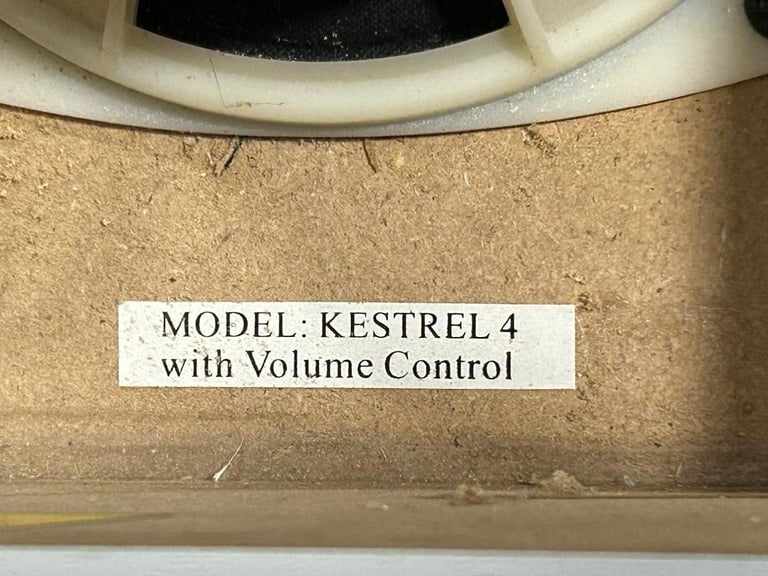 MODEL: KESTREL 4
with Volume Control